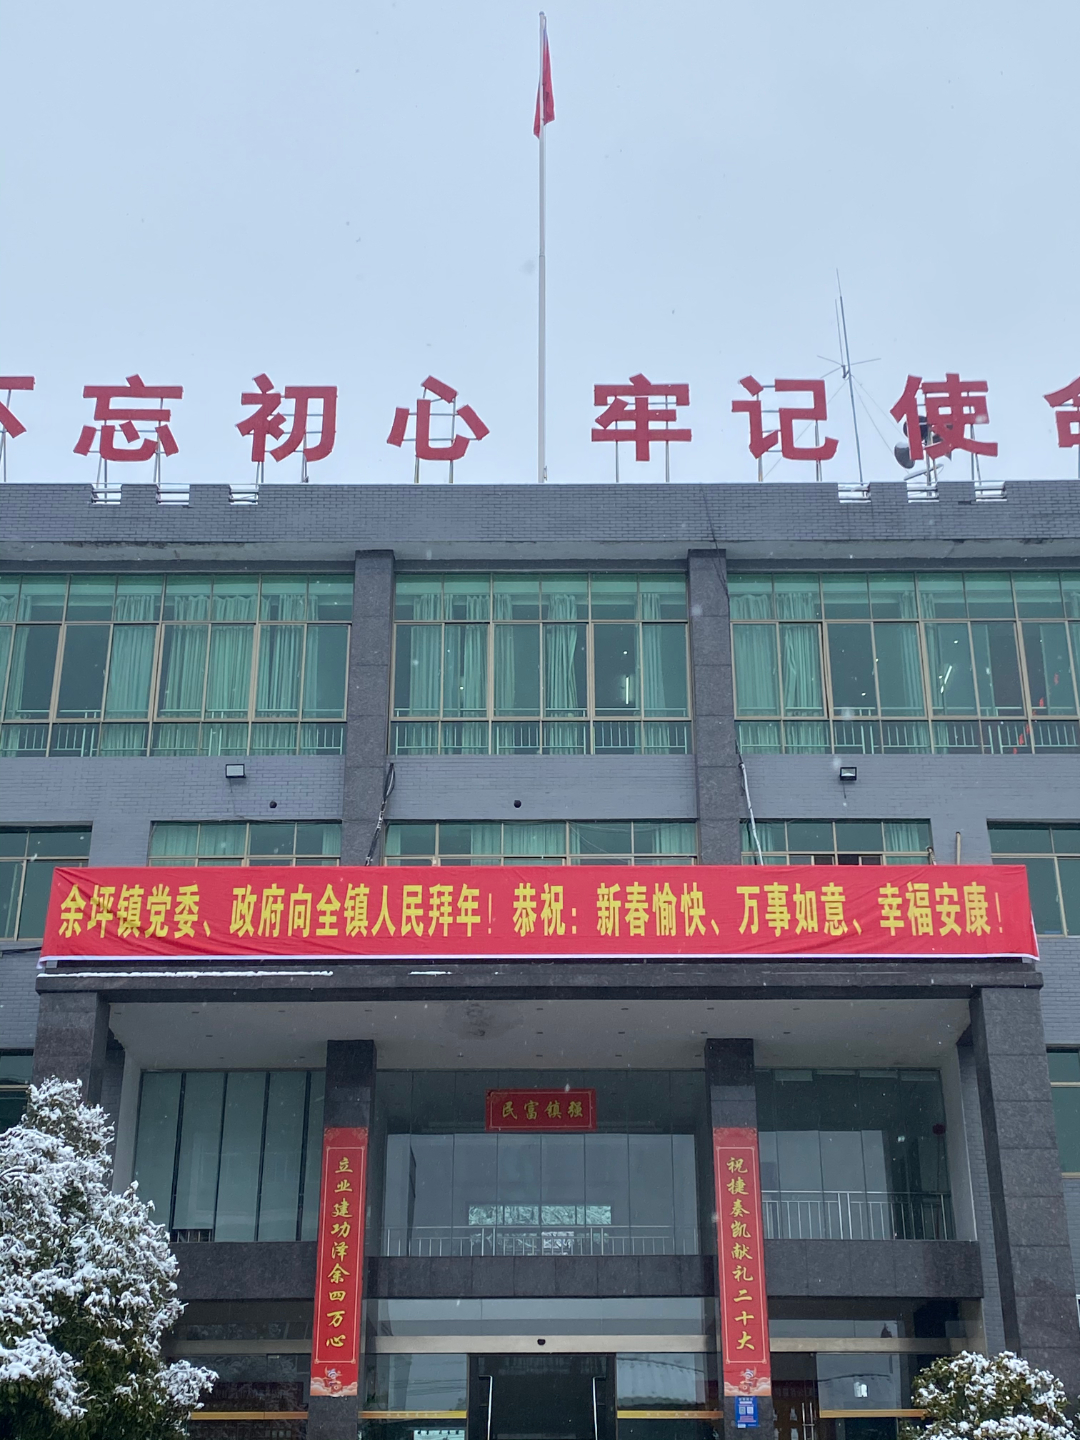 不忘初心 牢记使命
余坪镇党委、政府向全镇人民拜年！恭祝：新春愉快、万事如意、幸福安康！
民富镇强
祝捷奏凯献礼二十大
立业建功泽余四万心